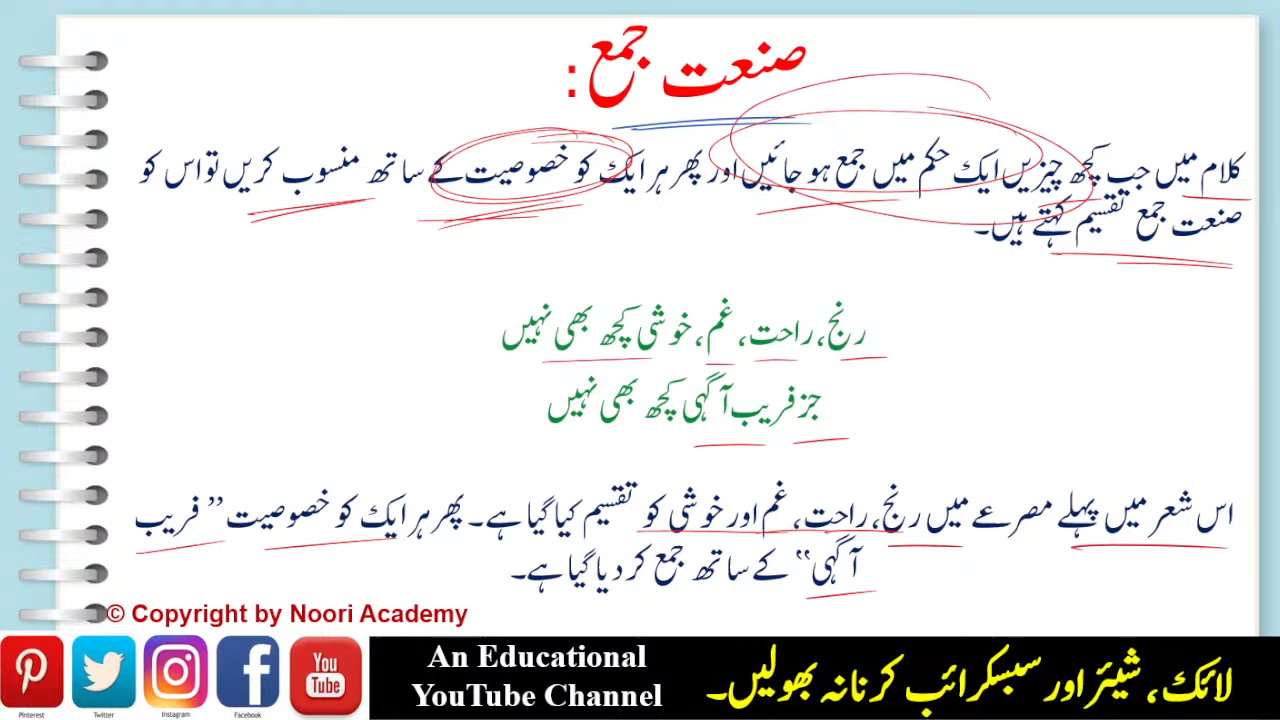 صنعت جمع :
کلام میں جب کچھ چیزیں ایک حکم میں جمع ہو جائیں اور پھر ہر ایک کو خصوصیت کے ساتھ منسوب کریں تو اس کو
صنعت جمع تقسیم کہتے ہیں۔
رنج، راحت، غم، خوشی کچھ بھی نہیں
جز فریب آگہی کچھ بھی نہیں
اس شعر میں پہلے مصرعے میں رنج، راحت، غم اور خوشی کو تقسیم کیا گیا ہے۔ پھر ہر ایک کو خصوصیت ”فریب
آگہی“ کے ساتھ جمع کر دیا گیا ہے۔
© Copyright by Noori Academy
You
Tube
Pinterest
Twitter
Instagram
Facebook
An Educational
YouTube Channel
لائک، شیئر اور سبسکرائب کرنا نہ بھولیں۔